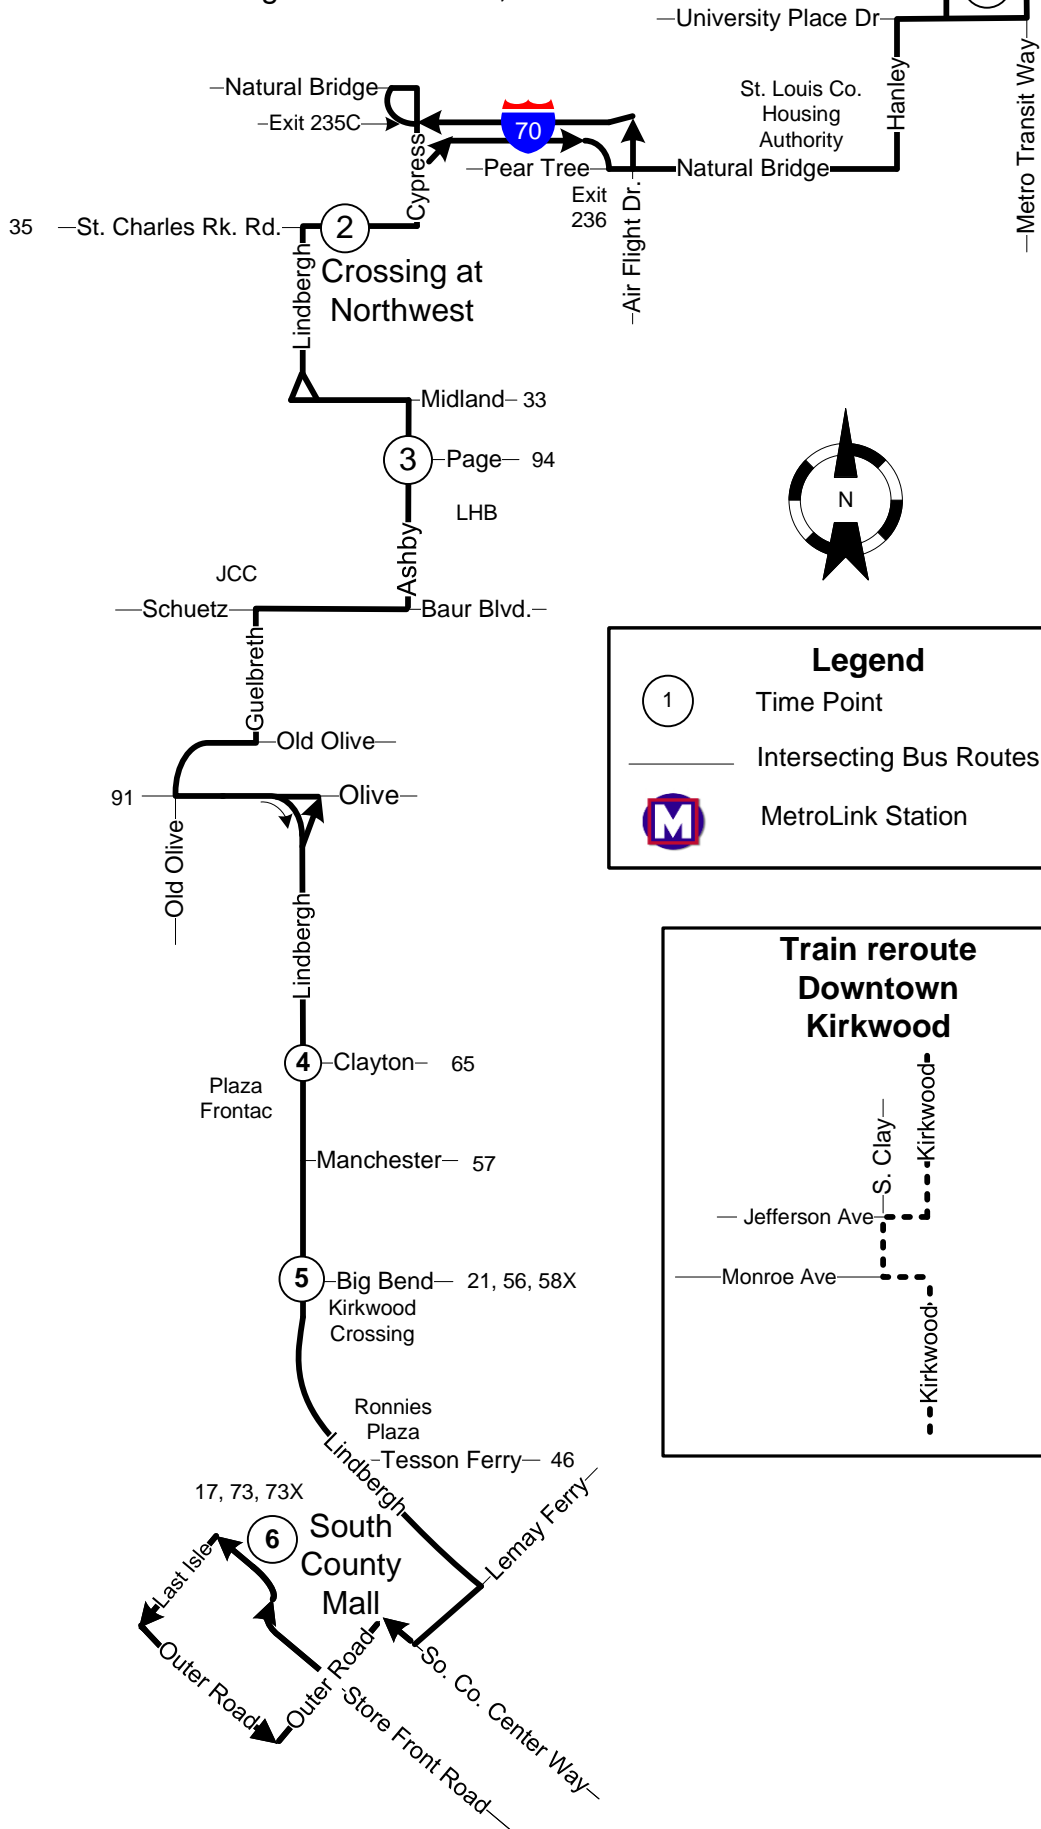 University Place Dr
Metro Transit Way
Hanley
St. Louis Co.
Housing
Authority
Natural Bridge
Exit 235C
70
Cypress
Pear Tree
Natural Bridge
Exit
236
Air Flight Dr.
35
St. Charles Rk. Rd.
2
Crossing at
Northwest
Lindbergh
Midland
33
3
Page
94
LHB
Ashby
JCC
Schuetz
Baur Blvd.
Guelbreth
Old Olive
91
Olive
Old Olive
Lindbergh
4
Clayton
65
Plaza
Frontac
Manchester
57
5
Big Bend
21, 56, 58X
Kirkwood
Crossing
Ronnies
Plaza
Lindbergh
Tesson Ferry
46
Lemay Ferry
17, 73, 73X
6
South
County
Mall
Last Isle
Outer Road
Outer Road
Store Front Road
So. Co. Center Way
N
Legend
1
Time Point
Intersecting Bus Routes
M
MetroLink Station
Train reroute
Downtown
Kirkwood
Kirkwood
S. Clay
Jefferson Ave
Monroe Ave
Kirkwood